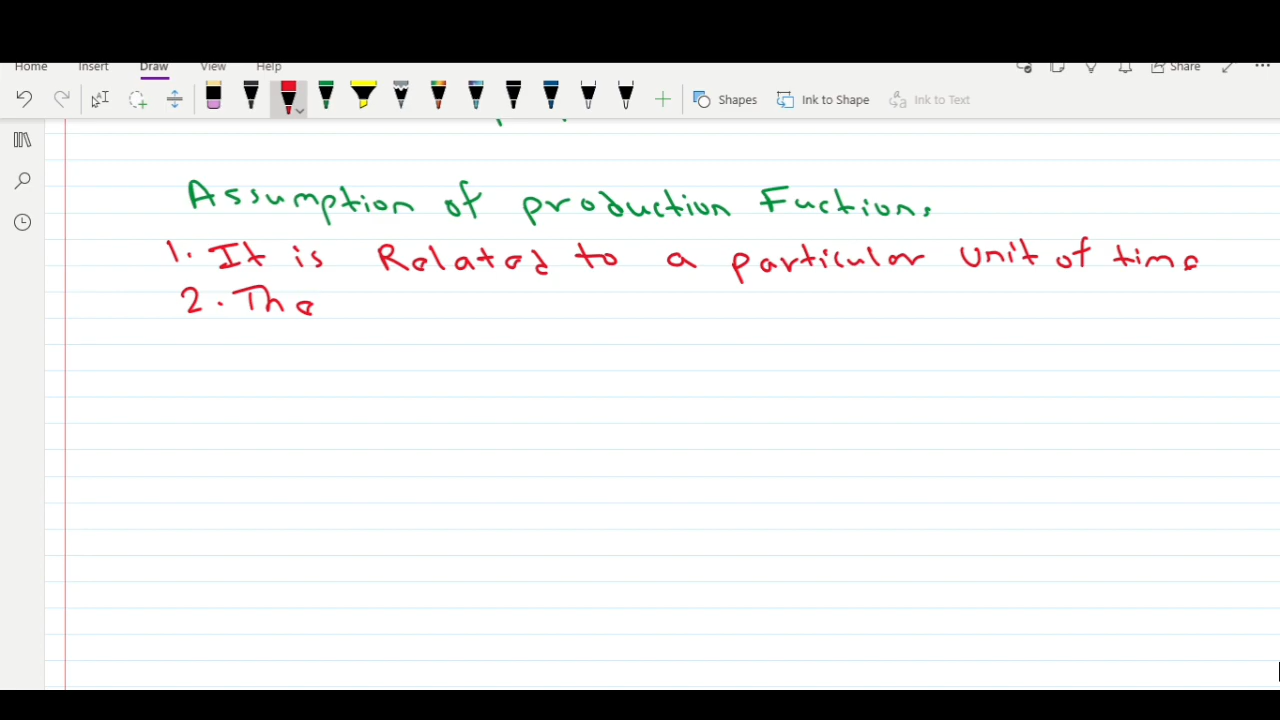 Home Insert Draw View Help Share
Shapes Ink to Shape Ink to Text
Assumption of production Fuction.
1. It is Related to a particular unit of time
2. The